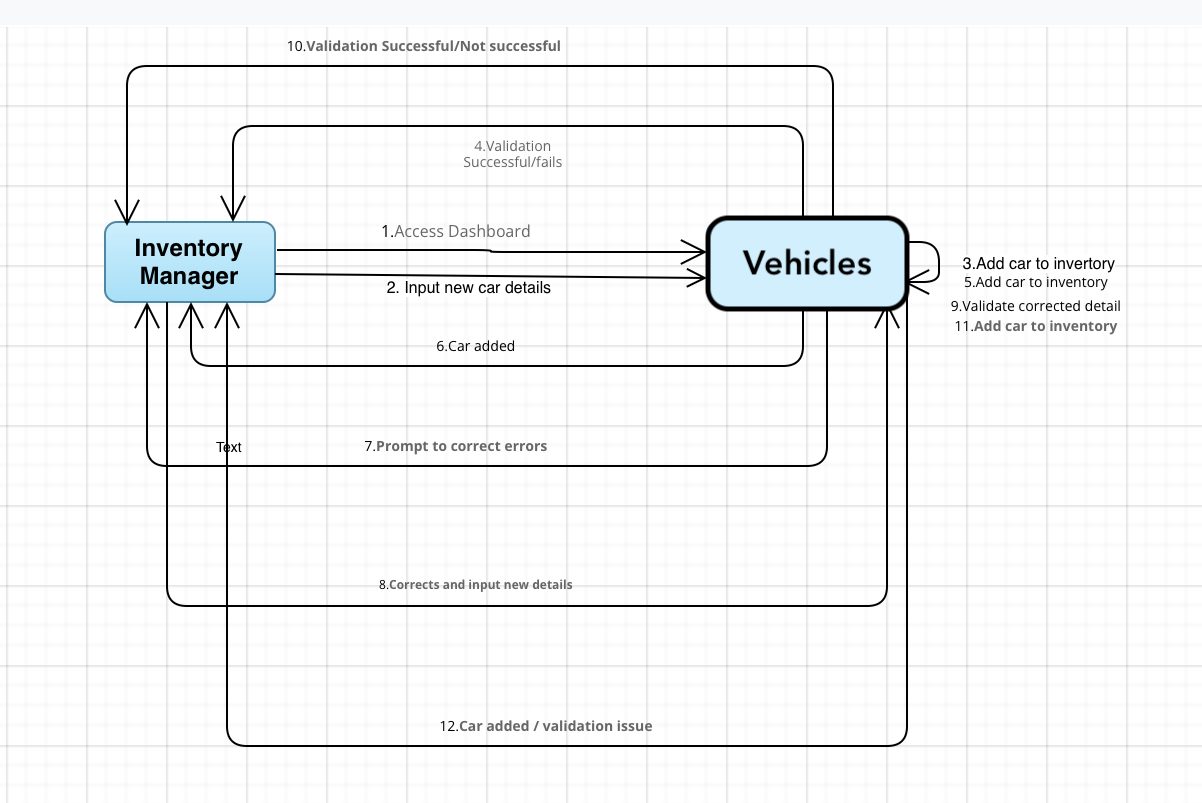 10.Validation Successful/Not successful
4.Validation
Successful/fails
1.Access Dashboard
Inventory
Manager
Vehicles
3.Add car to invertory
5.Add car to inventory
2. Input new car details
9.Validate corrected detail
11.Add car to inventory
6.Car added
Text
7.Prompt to correct errors
8.Corrects and input new details
12.Car added / validation issue